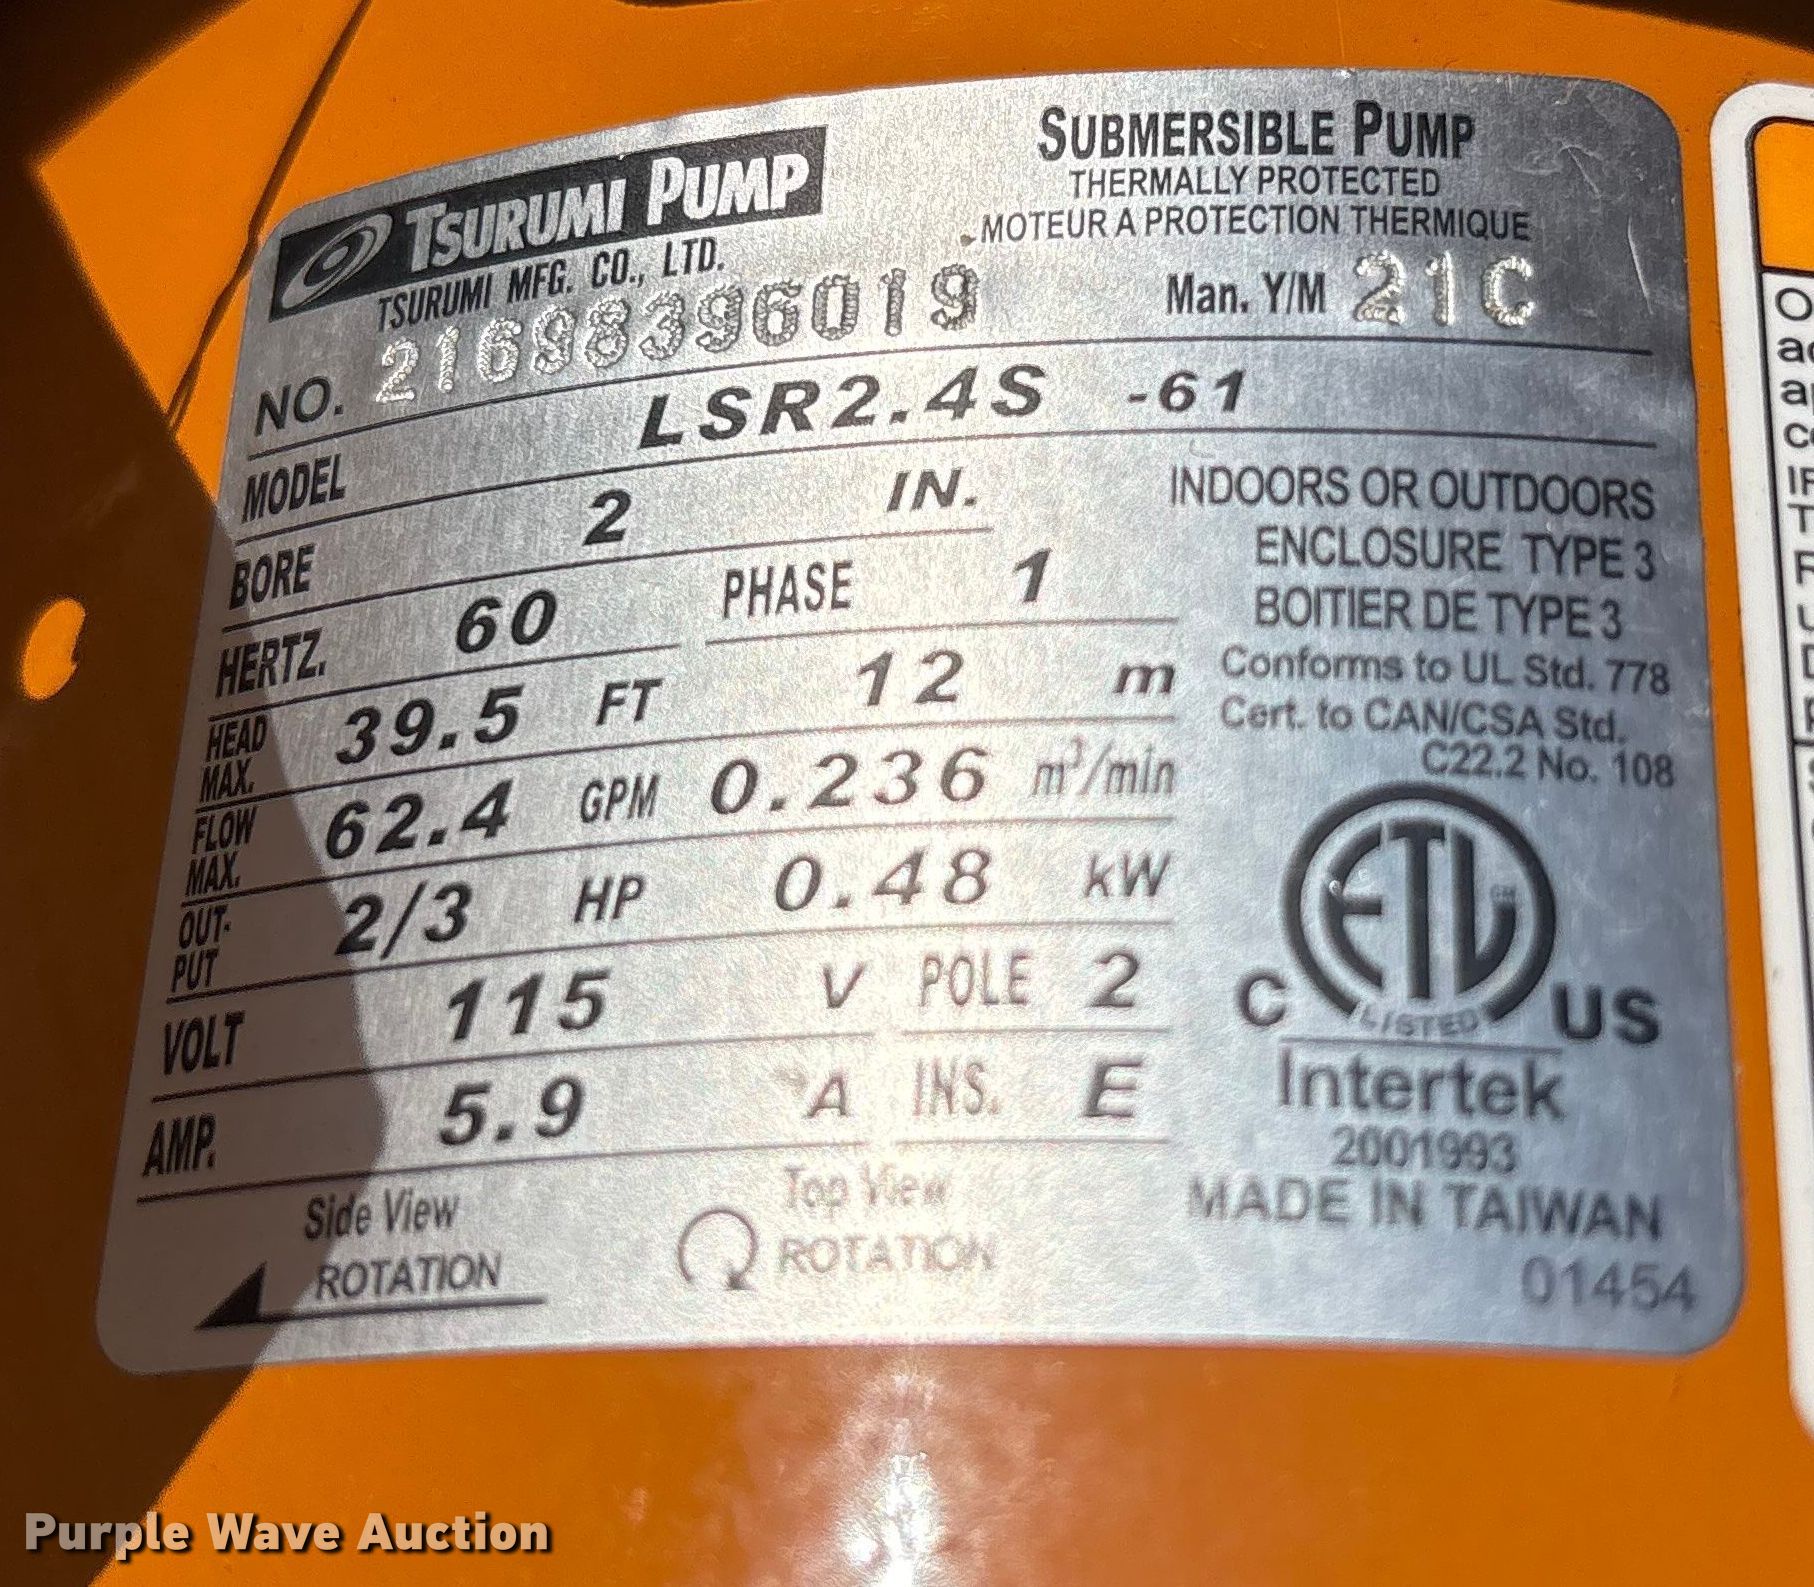 TSURUMI PUMP
TSURUMI MFG. CO., LTD.
SUBMERSIBLE PUMP
THERMALLY PROTECTED
MOTEUR A PROTECTION THERMIQUE
NO. 21698396019 Man. Y/M 21C
MODEL LSR2.4S -61
BORE 2 IN.
HERTZ. 60 PHASE 1
HEAD MAX. 39.5 FT 12 m
FLOW MAX. 62.4 GPM 0.236 m³/min
OUT-PUT 2/3 HP 0.48 kW
VOLT 115 V POLE 2
AMP. 5.9 A INS. E
Side View
ROTATION
Top View
ROTATION
INDOORS OR OUTDOORS
ENCLOSURE TYPE 3
BOITIER DE TYPE 3
Conforms to UL Std. 778
Cert. to CAN/CSA Std.
C22.2 No. 108
ETL
LISTED
C US
Intertek
2001993
MADE IN TAIWAN
01454
Purple Wave Auction